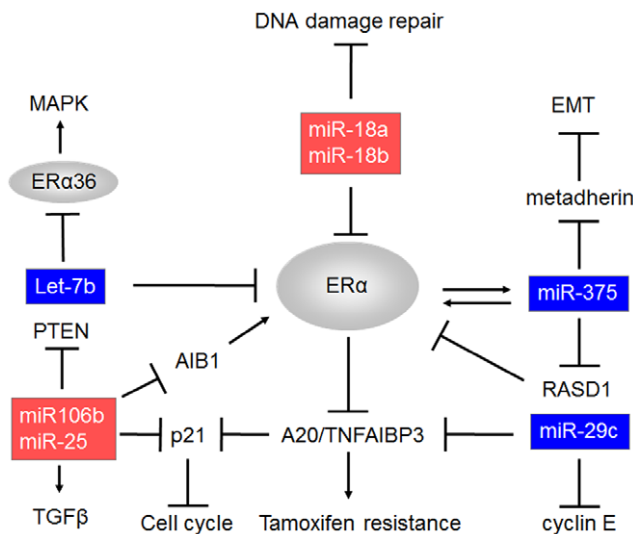 DNA damage repair
MAPK
miR-18a
miR-18b
EMT
ERα36
metadherin
Let-7b
ERα
miR-375
PTEN
AIB1
RASD1
miR106b
miR-25
p21
A20/TNFAIBP3
miR-29c
TGFβ
Cell cycle
Tamoxifen resistance
cyclin E